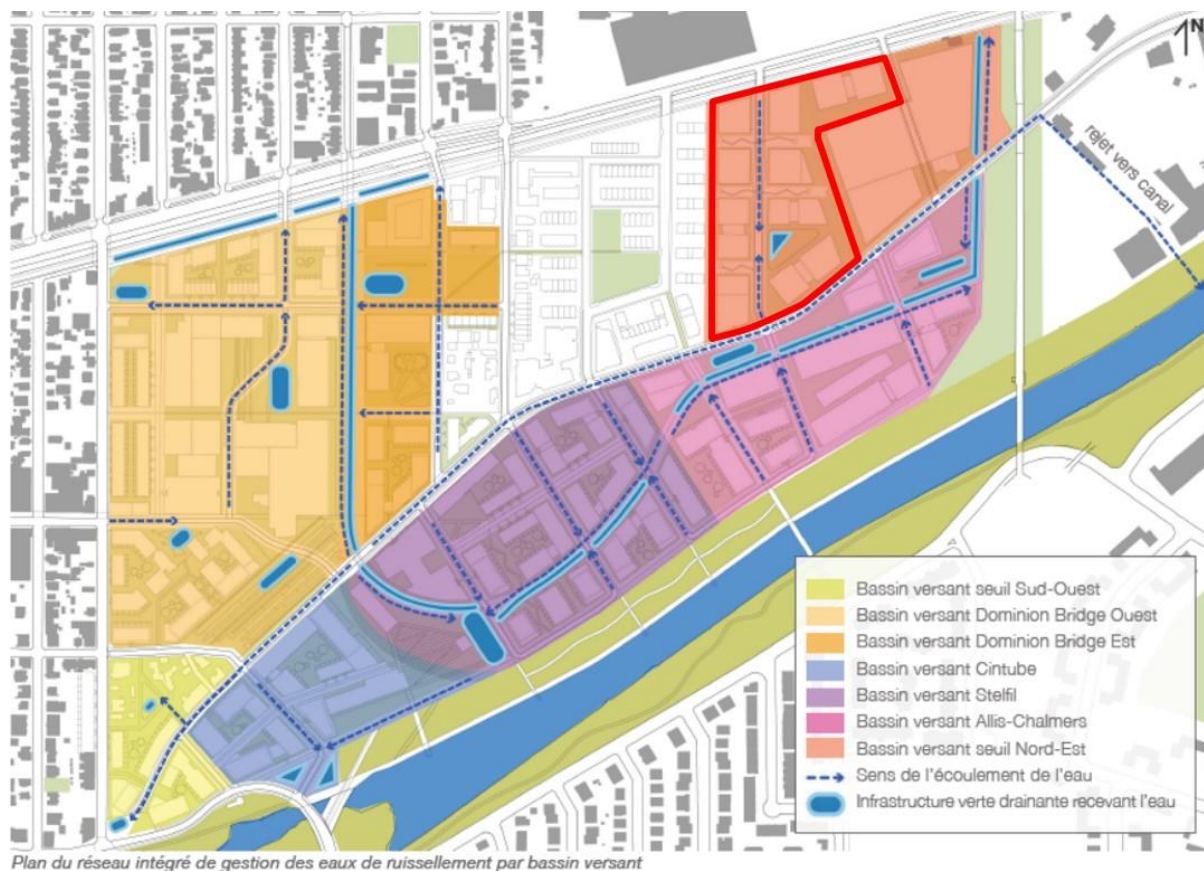 N
rejet vers canal
Bassin versant seuil Sud-Ouest
Bassin versant Dominion Bridge Ouest
Bassin versant Dominion Bridge Est
Bassin versant Cintube
Bassin versant Stelfil
Bassin versant Allis-Chalmers
Bassin versant seuil Nord-Est
Sens de l'écoulement de l'eau
Infrastructure verte drainante recevant l'eau
Plan du réseau intégré de gestion des eaux de ruissellement par bassin versant